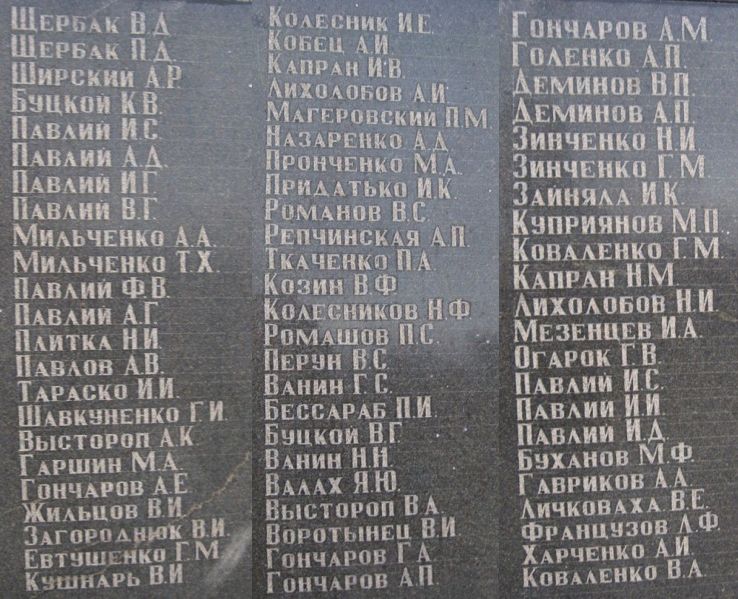 Щербак В.Д.
Щербак П.Д.
Ширский А.Р.
Буцкой К.В.
Павлий И.С.
Павлий А.Д.
Павлий И.Г.
Павлий В.Г.
Мильченко А.А.
Мильченко Т.Х.
Павлий Ф.В.
Павлий А.Г.
Плитка Н.И.
Павлов А.В.
Тараско И.И.
Шавкуненко Г.И.
Выстороп А.К.
Гаршин М.А.
Гончаров А.Е.
Жильцов В.И.
Загороднюк В.И.
Евтушенко Г.М.
Кушнарь В.И.
Колесник И.Е.
Кобец А.И.
Капран И.В.
Лихолобов А.И.
Магеровский П.М.
Назаренко А.Д.
Пронченко М.А.
Придатько И.К.
Романов В.С.
Репчинская А.П.
Ткаченко П.А.
Козин В.Ф.
Колесников Н.Ф.
Ромашов П.С.
Перун В.С.
Ванин Г.С.
Бессараб П.И.
Буцкой В.Г.
Ванин Н.Н.
Валах Я.Ю.
Выстороп В.А.
Воротынец В.И.
Гончаров Г.А.
Гончаров А.П.
Гончаров А.М.
Голенко А.П.
Деминов В.П.
Деминов А.П.
Зинченко Н.И.
Зинченко Г.М.
Зайняла И.К.
Куприянов М.П.
Коваленко Г.М.
Капран Н.М.
Лихолобов Н.И.
Мезенцев И.А.
Огарок Г.В.
Павлий И.С.
Павлий И.И.
Павлий И.Д.
Буханов М.Ф.
Гавриков А.А.
Личковаха В.Е.
Французов Л.Ф.
Харченко А.И.
Коваленко В.А.